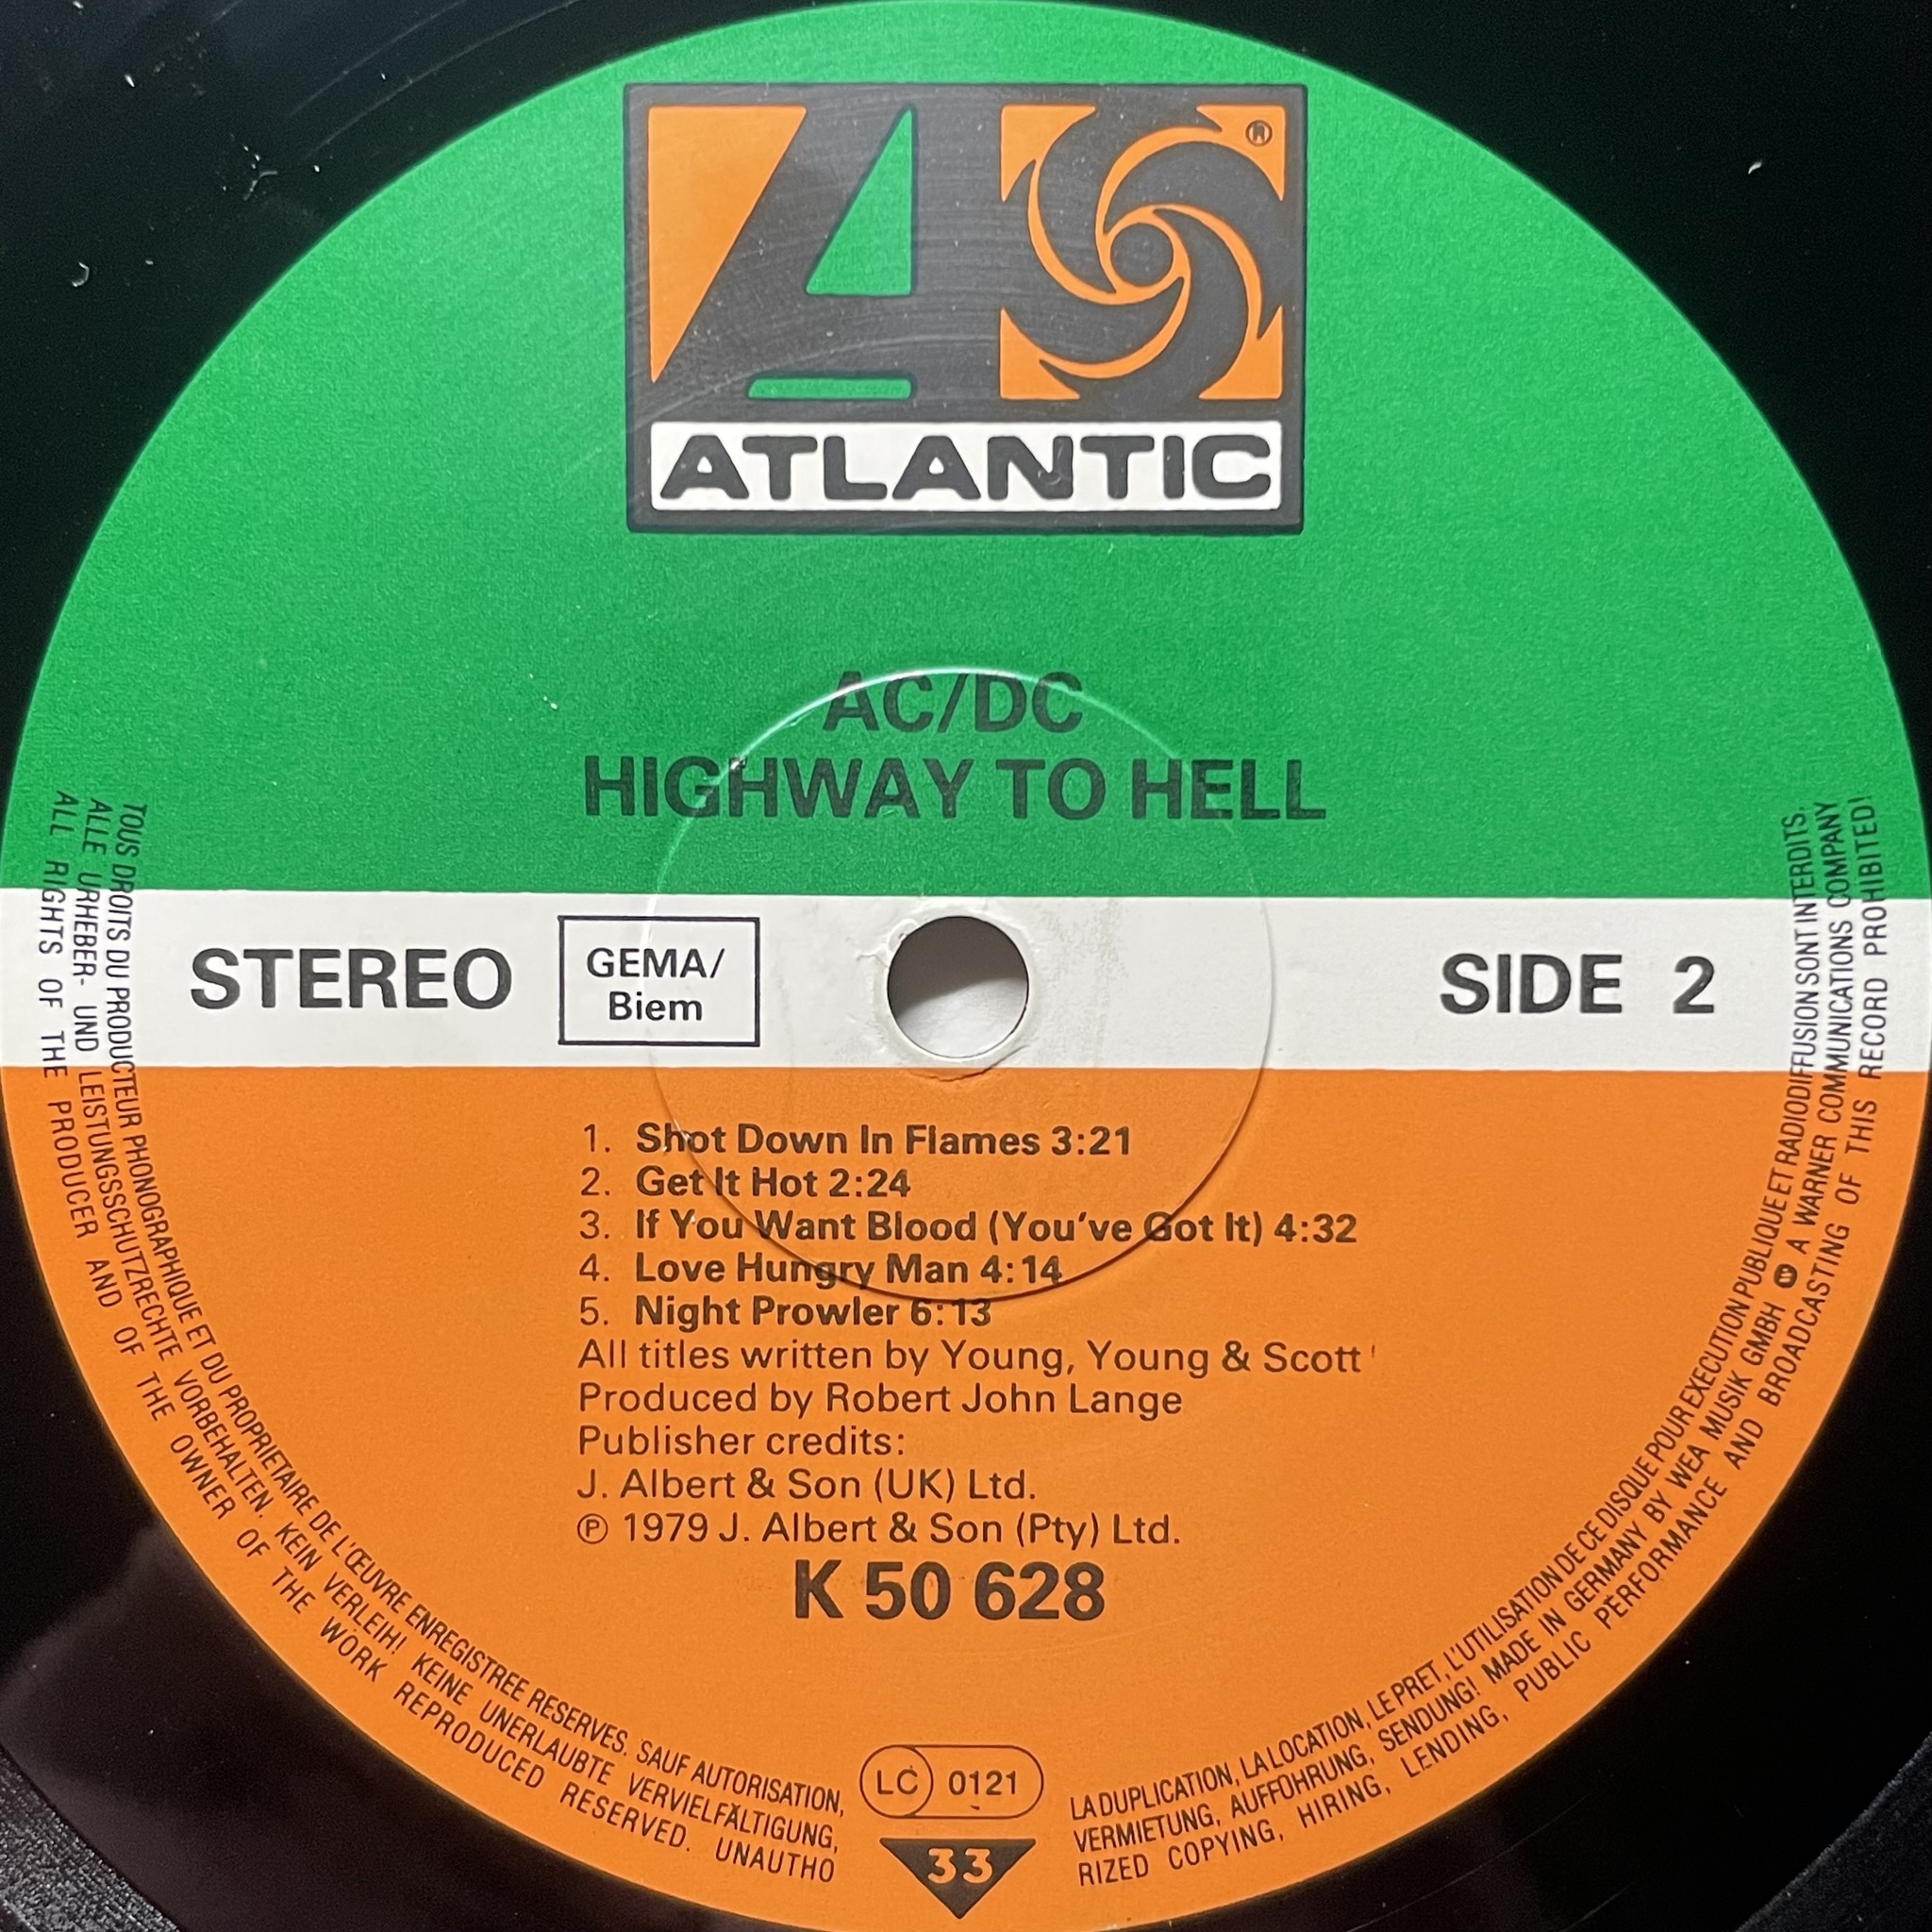 ®
ATLANTIC
AC/DC
HIGHWAY TO HELL
STEREO
GEMA/
Biem
SIDE 2
1. Shot Down In Flames 3:21
2. Get It Hot 2:24
3. If You Want Blood (You've Got It) 4:32
4. Love Hungry Man 4:14
5. Night Prowler 6:13
All titles written by Young, Young & Scott
Produced by Robert John Lange
Publisher credits:
J. Albert & Son (UK) Ltd.
℗ 1979 J. Albert & Son (Pty) Ltd.
K 50 628
LC 0121
33
TOUS DROITS DU PRODUCTEUR PHONOGRAPHIQUE ET DU PROPRIETAIRE DE L'ŒUVRE ENREGISTREE RESERVES. SAUF AUTORISATION, LA DUPLICATION, LA LOCATION, LE PRET, L'UTILISATION DE CE DISQUE POUR EXECUTION PUBLIQUE ET RADIODIFFUSION SONT INTERDITS.
ALLE URHEBER- UND LEISTUNGSSCHUTZRECHTE VORBEHALTEN. KEIN VERLEIH! KEINE UNERLAUBTE VERVIELFÄLTIGUNG, VERMIETUNG, AUFFÜHRUNG, SENDUNG! MADE IN GERMANY BY WEA MUSIK GMBH A WARNER COMMUNICATIONS COMPANY
ALL RIGHTS OF THE PRODUCER AND OF THE OWNER OF THE WORK REPRODUCED RESERVED. UNAUTHORIZED COPYING, HIRING, LENDING, PUBLIC PERFORMANCE AND BROADCASTING OF THIS RECORD PROHIBITED!